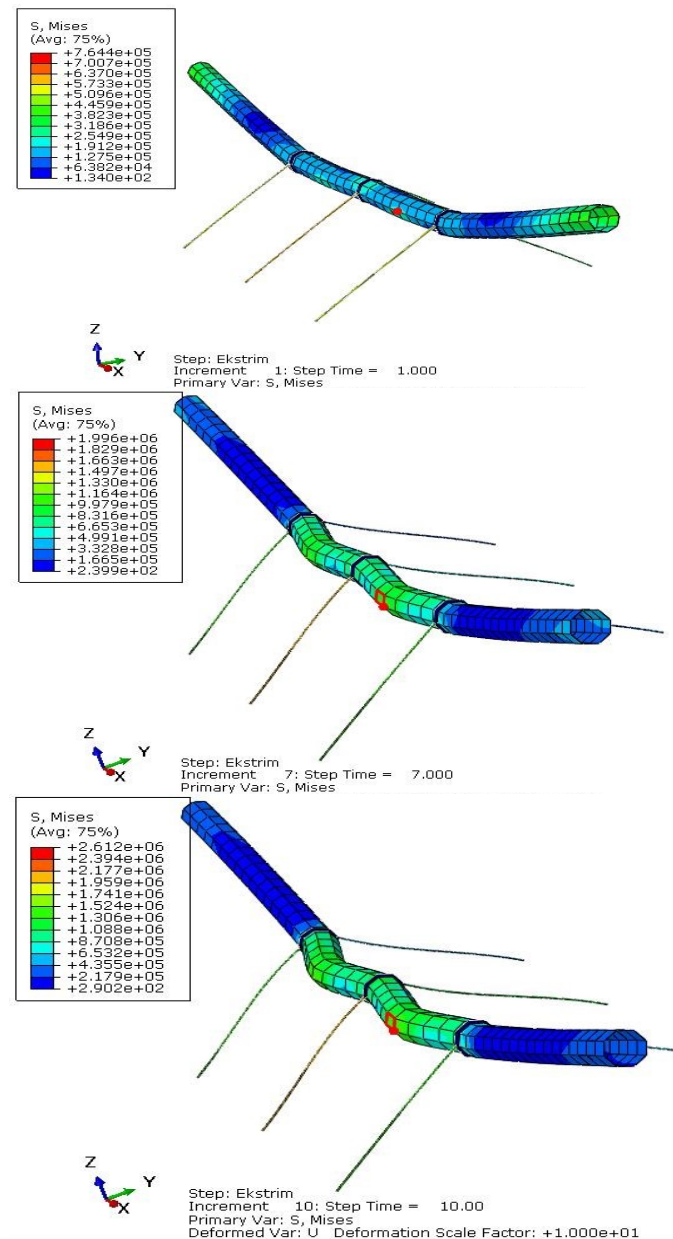 S, Mises
(Avg: 75%)
+7.644e+05
+7.007e+05
+6.370e+05
+5.733e+05
+5.096e+05
+4.459e+05
+3.823e+05
+3.186e+05
+2.549e+05
+1.912e+05
+1.275e+05
+6.382e+04
+1.340e+02
Z
Y
X
Step: Ekstrim
Increment 1: Step Time = 1.000
Primary Var: S, Mises
S, Mises
(Avg: 75%)
+1.996e+06
+1.829e+06
+1.663e+06
+1.497e+06
+1.330e+06
+1.164e+06
+9.979e+05
+8.316e+05
+6.653e+05
+4.991e+05
+3.328e+05
+1.665e+05
+2.399e+02
Z
Y
X
Step: Ekstrim
Increment 7: Step Time = 7.000
Primary Var: S, Mises
S, Mises
(Avg: 75%)
+2.612e+06
+2.394e+06
+2.177e+06
+1.959e+06
+1.741e+06
+1.524e+06
+1.306e+06
+1.088e+06
+8.708e+05
+6.532e+05
+4.355e+05
+2.179e+05
+2.902e+02
Z
Y
X
Step: Ekstrim
Increment 10: Step Time = 10.00
Primary Var: S, Mises
Deformed Var: U Deformation Scale Factor: +1.000e+01